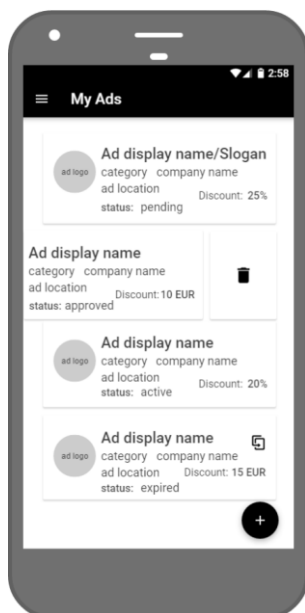 2:58
My Ads
Ad display name/Slogan
ad logo
category company name
ad location
Discount: 25%
status: pending
Ad display name
category company name
ad location
Discount:10 EUR
status: approved
Ad display name
ad logo
category company name
ad location
Discount: 20%
status: active
Ad display name
ad logo
category company name
ad location
Discount: 15 EUR
status: expired
+